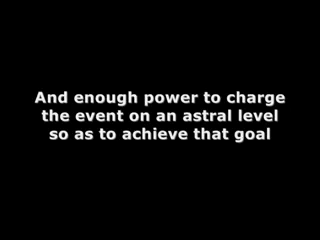 And enough power to charge
the event on an astral level
so as to achieve that goal